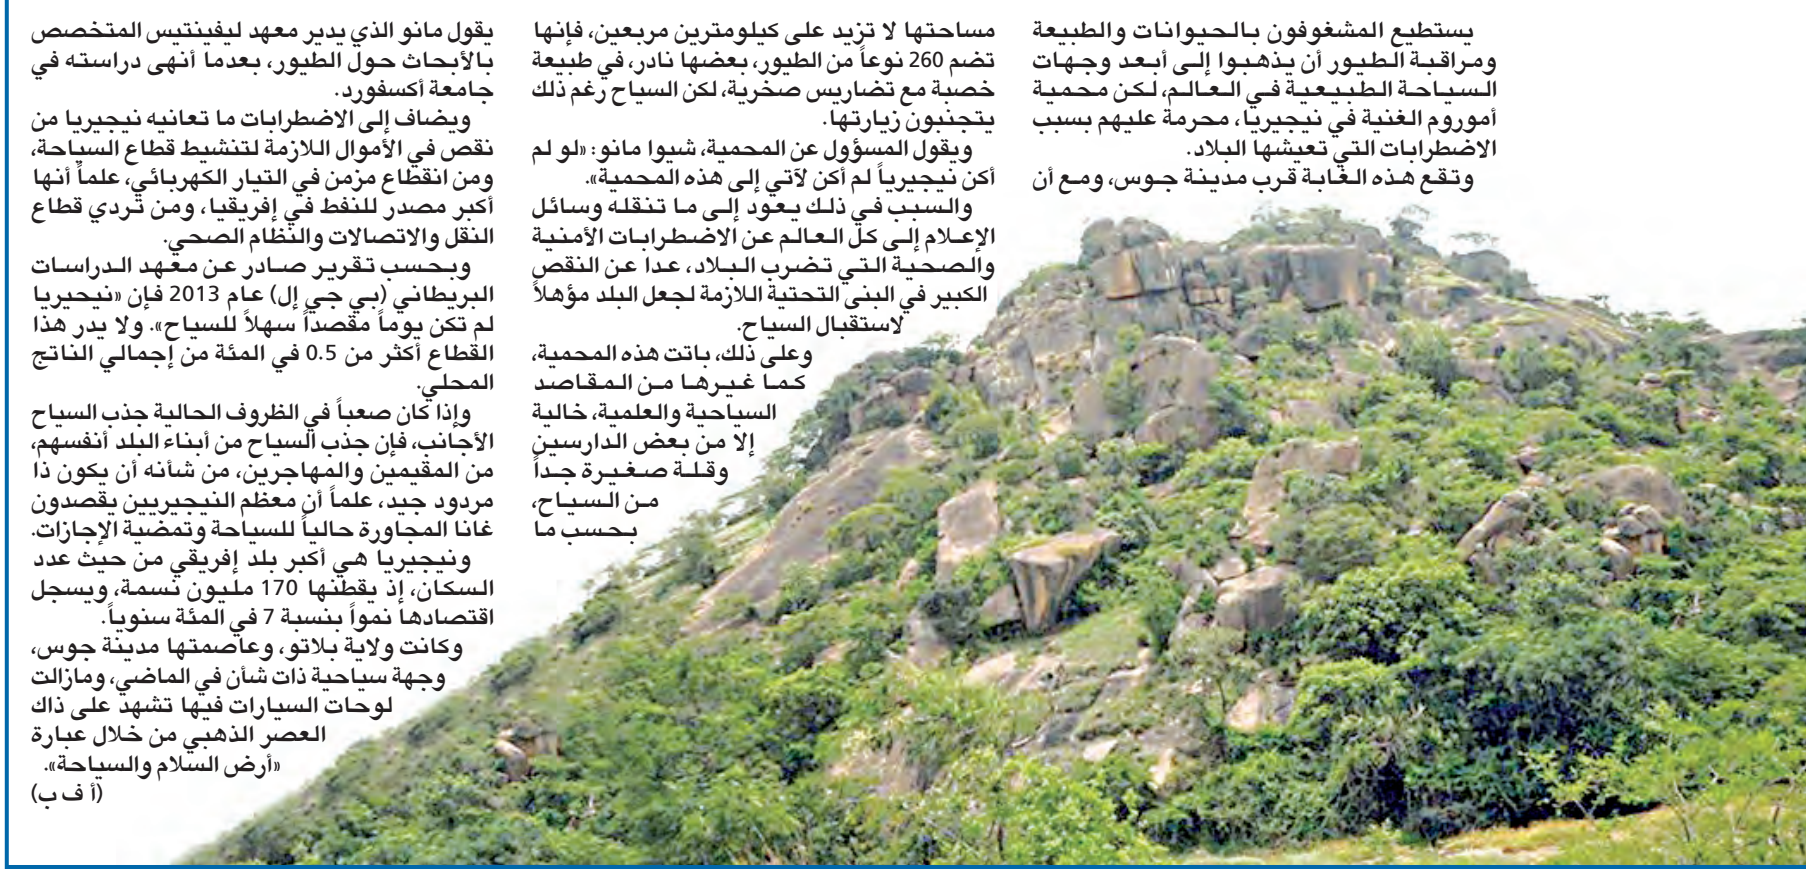 يستطيع المشغوفون بالحيوانات والطبيعة
ومراقبة الطيور أن يذهبوا إلى أبعد وجهات
السياحة الطبيعية في العالم، لكن محمية
أموروم الغنية في نيجيريا، محرمة عليهم بسبب
الاضطرابات التي تعيشها البلاد.
وتقع هذه الغابة قرب مدينة جوس، ومع أن
مساحتها لا تزيد على كيلومترين مربعين، فإنها
تضم 260 نوعاً من الطيور، بعضها نادر، في طبيعة
خصبة مع تضاريس صخرية، لكن السياح رغم ذلك
يتجنبون زيارتها.
ويقول المسؤول عن المحمية، شيوا مانو: «لو لم
أكن نيجيرياً لم أكن لآتي إلى هذه المحمية».
والسبب في ذلك يعود إلى ما تنقله وسائل
الإعلام إلى كل العالم عن الاضطرابات الأمنية
والصحية التي تضرب البلاد، عدا عن النقص
الكبير في البنى التحتية اللازمة لجعل البلد مؤهلاً
لاستقبال السياح.
وعلى ذلك، باتت هذه المحمية،
كما غيرها من المقاصد
السياحية والعلمية، خالية
إلا من بعض الدارسين
وقلة صغيرة جداً
من السياح،
بحسب ما
يقول مانو الذي يدير معهد ليفينتيس المتخصص
بالأبحاث حول الطيور، بعدما أنهى دراسته في
جامعة أكسفورد.
ويضاف إلى الاضطرابات ما تعانيه نيجيريا من
نقص في الأموال اللازمة لتنشيط قطاع السياحة،
ومن انقطاع مزمن في التيار الكهربائي، علماً أنها
أكبر مصدر للنفط في إفريقيا، ومن تردي قطاع
النقل والاتصالات والنظام الصحي.
وبحسب تقرير صادر عن معهد الدراسات
البريطاني (بي جي إل) عام 2013 فإن «نيحيريا
لم تكن يوماً مقصداً سهلاً للسياح». ولا يدر هذا
القطاع أكثر من 0.5 في المئة من إجمالي الناتج
المحلي.
وإذا كان صعباً في الظروف الحالية جذب السياح
الأجانب، فإن جذب السياح من أبناء البلد أنفسهم،
من المقيمين والمهاجرين، من شأنه أن يكون ذا
مردود جيد، علماً أن معظم النيجيريين يقصدون
غانا المجاورة حالياً للسياحة وتمضية الإجازات.
ونيجيريا هي أكبر بلد إفريقي من حيث عدد
السكان، إذ يقطنها 170 مليون نسمة، ويسجل
اقتصادها نمواً بنسبة 7 في المئة سنوياً.
وكانت ولاية بلاتو، وعاصمتها مدينة جوس،
وجهة سياحية ذات شأن في الماضي، ومازالت
لوحات السيارات فيها تشهد على ذاك
العصر الذهبي من خلال عبارة
«أرض السلام والسياحة».
(أ ف ب)